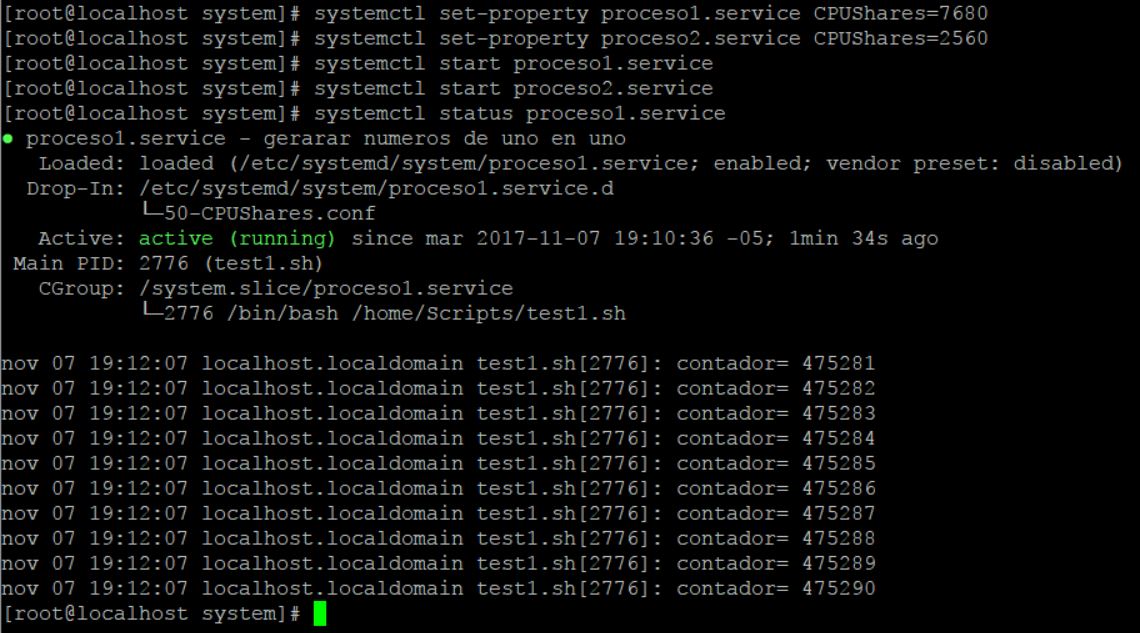 [root@localhost system]# systemctl set-property proceso1.service CPUShares=7680
[root@localhost system]# systemctl set-property proceso2.service CPUShares=2560
[root@localhost system]# systemctl start proceso1.service
[root@localhost system]# systemctl start proceso2.service
[root@localhost system]# systemctl status proceso1.service
● proceso1.service - gerarar numeros de uno en uno
   Loaded: loaded (/etc/systemd/system/proceso1.service; enabled; vendor preset: disabled)
  Drop-In: /etc/systemd/system/proceso1.service.d
           └─50-CPUShares.conf
   Active: active (running) since mar 2017-11-07 19:10:36 -05; 1min 34s ago
 Main PID: 2776 (test1.sh)
   CGroup: /system.slice/proceso1.service
           └─2776 /bin/bash /home/Scripts/test1.sh

nov 07 19:12:07 localhost.localdomain test1.sh[2776]: contador= 475281
nov 07 19:12:07 localhost.localdomain test1.sh[2776]: contador= 475282
nov 07 19:12:07 localhost.localdomain test1.sh[2776]: contador= 475283
nov 07 19:12:07 localhost.localdomain test1.sh[2776]: contador= 475284
nov 07 19:12:07 localhost.localdomain test1.sh[2776]: contador= 475285
nov 07 19:12:07 localhost.localdomain test1.sh[2776]: contador= 475286
nov 07 19:12:07 localhost.localdomain test1.sh[2776]: contador= 475287
nov 07 19:12:07 localhost.localdomain test1.sh[2776]: contador= 475288
nov 07 19:12:07 localhost.localdomain test1.sh[2776]: contador= 475289
nov 07 19:12:07 localhost.localdomain test1.sh[2776]: contador= 475290
[root@localhost system]#